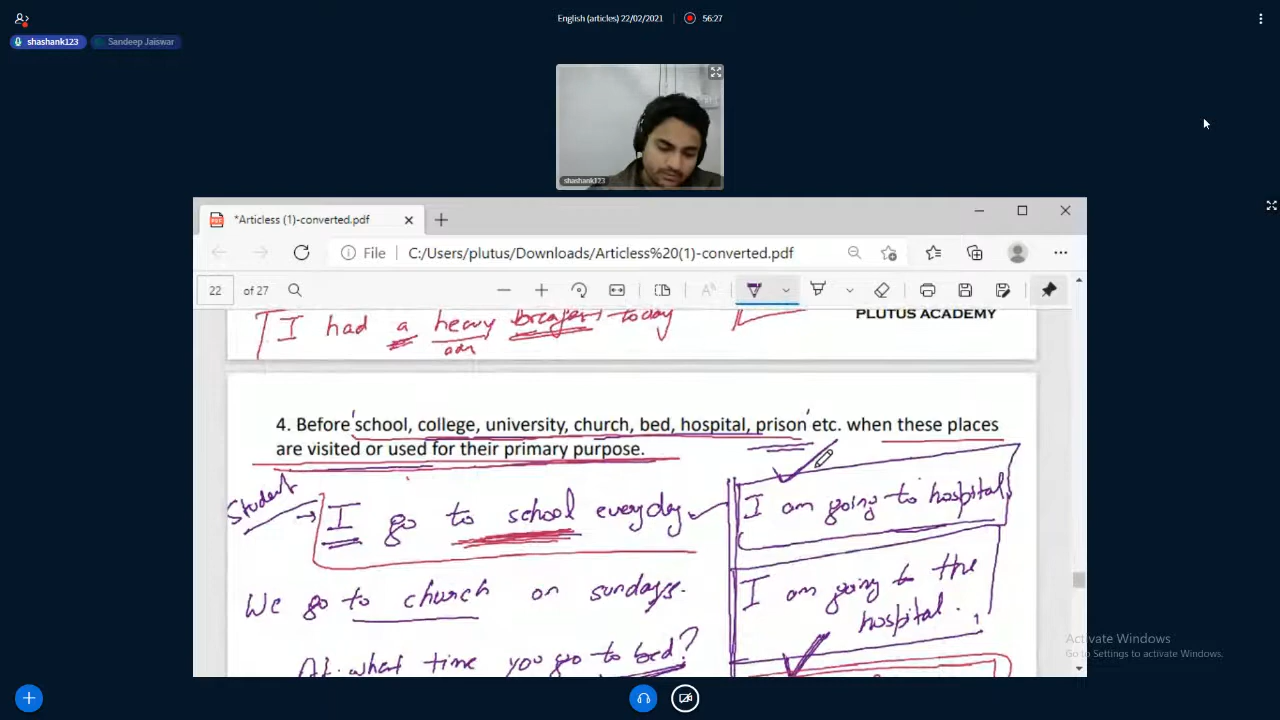 English (articles) 22/02/2021
56:27
shashank123
Sandeep Jaiswar
shashank123
*Articless (1)-converted.pdf
File
C:/Users/plutus/Downloads/Articless%20(1)-converted.pdf
22
of 27
I had a heavy today
adj
PLUTUS ACADEMY
4. Before 'school, college, university, church, bed, hospital, prison' etc. when these places
are visited or used for their primary purpose.
Student
I go to school everyday
I am going to hospital
We go to church on sundays.
I am going to the
hospital.
At what time you go to bed?
Activate Windows
Go to Settings to activate Windows.